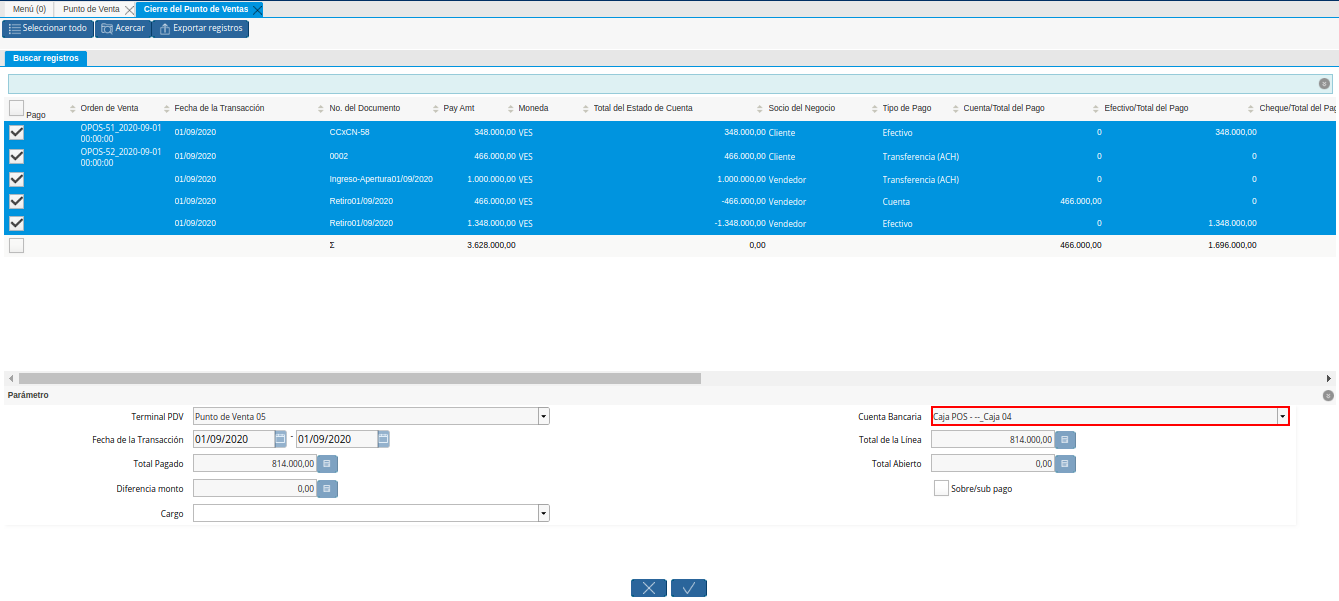 Menú (0) Punto de Venta Cierre del Punto de Ventas
Seleccionar todo Acercar Exportar registros
Buscar registros
Pago Orden de Venta Fecha de la Transacción No. del Documento Pay Amt Moneda Total del Estado de Cuenta Socio del Negocio Tipo de Pago Cuenta/Total del Pago Efectivo/Total del Pago Cheque/Total del Pag
OPOS-51_2020-09-01 00:00:00 01/09/2020 CCxCN-58 348.000,00 VES 348.000,00 Cliente Efectivo 0 348.000,00
OPOS-52_2020-09-01 00:00:00 01/09/2020 0002 466.000,00 VES 466.000,00 Cliente Transferencia (ACH) 0 0
01/09/2020 Ingreso-Apertura01/09/2020 1.000.000,00 VES 1.000.000,00 Vendedor Transferencia (ACH) 0 0
01/09/2020 Retiro01/09/2020 466.000,00 VES -466.000,00 Vendedor Cuenta 466.000,00 0
01/09/2020 Retiro01/09/2020 1.348.000,00 VES -1.348.000,00 Vendedor Efectivo 0 1.348.000,00
Σ 3.628.000,00 0,00 466.000,00 1.696.000,00
Parámetro
Terminal PDV Punto de Venta 05 Cuenta Bancaria Caja POS - --_Caja 04
Fecha de la Transacción 01/09/2020 - 01/09/2020 Total de la Línea 814.000,00
Total Pagado 814.000,00 Total Abierto 0,00
Diferencia monto 0,00 Sobre/sub pago
Cargo